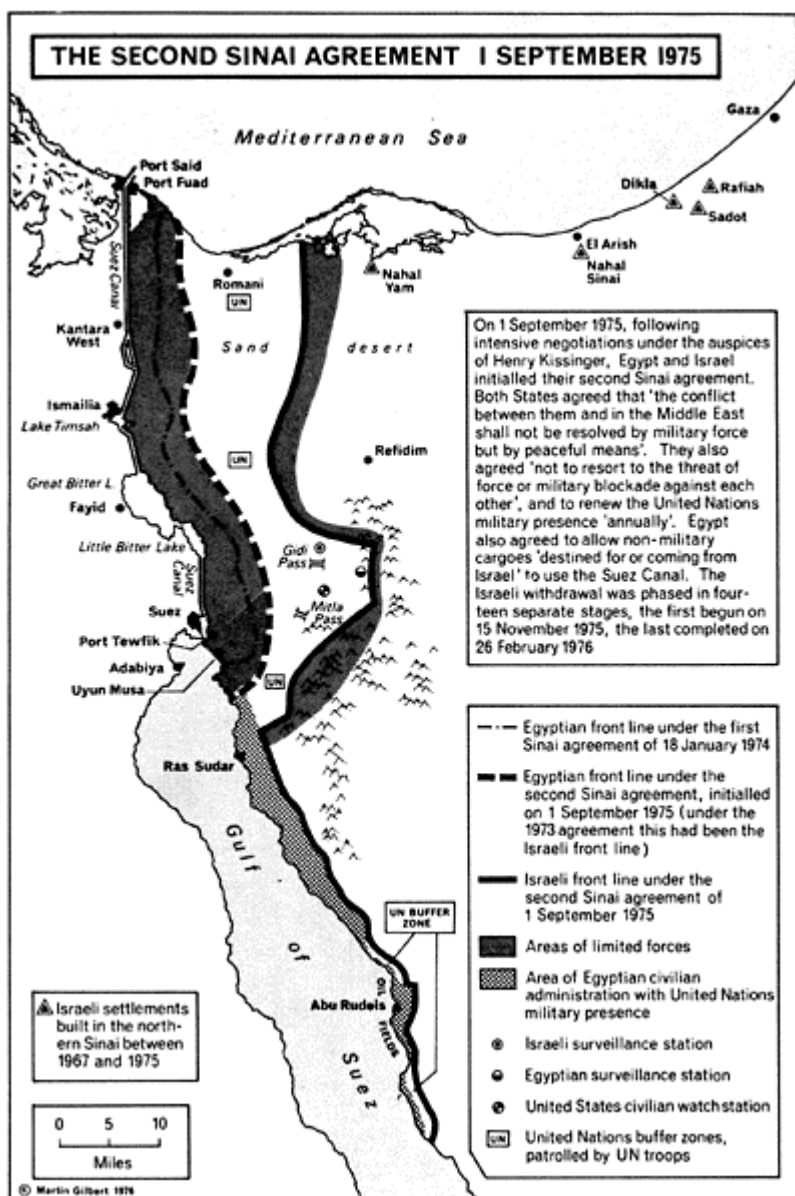 THE SECOND SINAI AGREEMENT 1 SEPTEMBER 1975
Mediterranean Sea
Gaza
Port Said
Port Fuad
Dikla
Rafiah
Sadot
El Arish
Nahal
Sinai
Suez Canal
Romani
UN
Nahal
Yam
Kantara
West
Sand desert
Ismailia
Lake Timsah
UN
Refidim
Great Bitter L.
Fayid
Little Bitter Lake
Gidi
Pass
Suez
Canal
Mitla
Pass
Suez
Port Tewfik
Adabiya
UN
Uyun Musa
Ras Sudar
Gulf of Suez
UN BUFFER
ZONE
Abu Rudeis
OIL FIELDS
On 1 September 1975, following
intensive negotiations under the auspices
of Henry Kissinger, Egypt and Israel
initialled their second Sinai agreement.
Both States agreed that 'the conflict
between them and in the Middle East
shall not be resolved by military force
but by peaceful means'. They also
agreed 'not to resort to the threat of
force or military blockade against each
other', and to renew the United Nations
military presence 'annually'. Egypt
also agreed to allow non-military
cargoes 'destined for or coming from
Israel' to use the Suez Canal. The
Israeli withdrawal was phased in four-
teen separate stages, the first begun on
15 November 1975, the last completed on
26 February 1976
Egyptian front line under the first
Sinai agreement of 18 January 1974
Egyptian front line under the
second Sinai agreement, initialled
on 1 September 1975 (under the
1973 agreement this had been the
Israeli front line)
Israeli front line under the
second Sinai agreement of
1 September 1975
Areas of limited forces
Area of Egyptian civilian
administration with United Nations
military presence
Israeli surveillance station
Egyptian surveillance station
United States civilian watch station
UN United Nations buffer zones,
patrolled by UN troops
Israeli settlements
built in the north-
ern Sinai between
1967 and 1975
0 5 10
Miles
© Martin Gilbert 1976